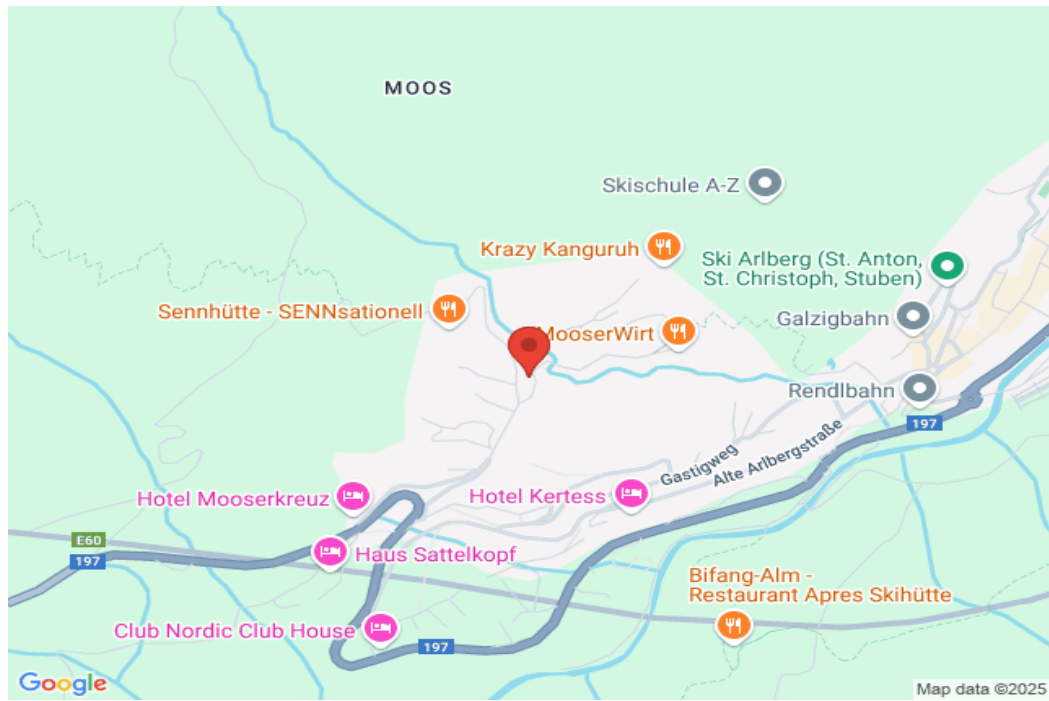 MOOS
Skischule A-Z
Krazy Kanguruh
Ski Arlberg (St. Anton,
St. Christoph, Stuben)
Sennhütte - SENNsationell
Galzigbahn
MooserWirt
Rendlbahn
197
Gastigweg
Alte Arlbergstraße
Hotel Mooserkreuz
Hotel Kertess
E60
197
Haus Sattelkopf
Bifang-Alm -
Restaurant Apres Skihütte
Club Nordic Club House
197
Google
Map data ©2025